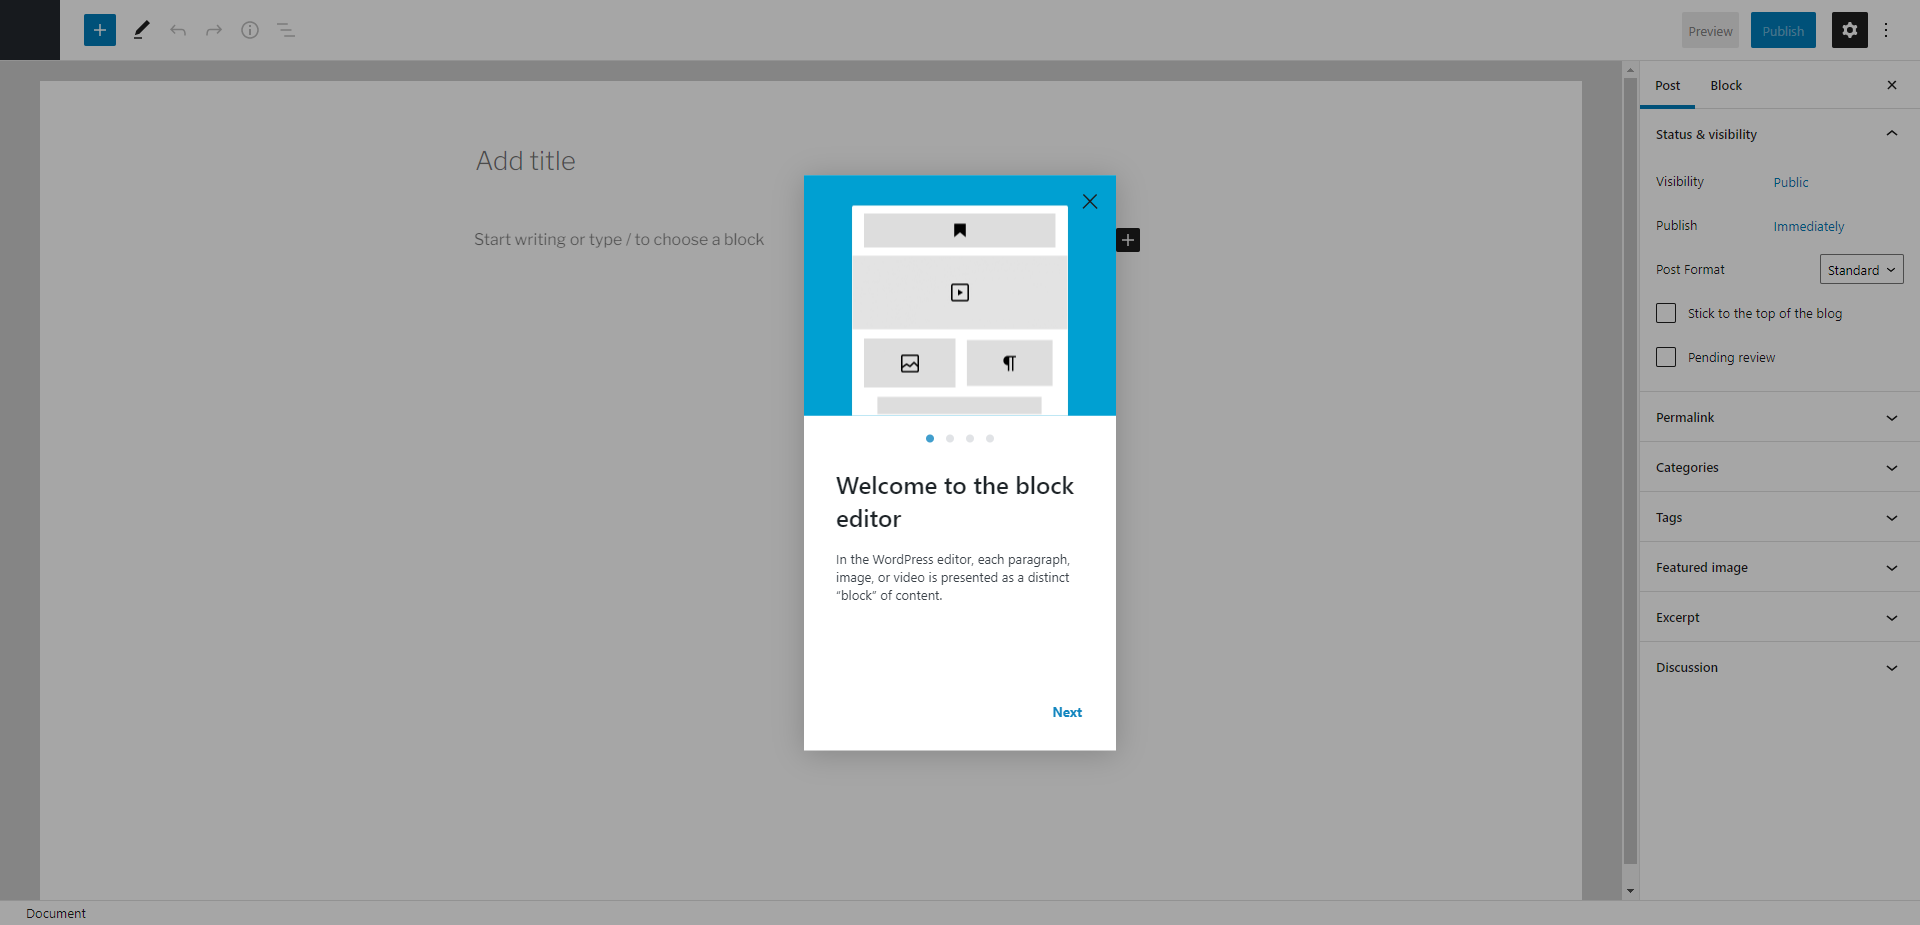 Preview
Publish
Post
Block
Status & visibility
Visibility
Public
Publish
Immediately
Post Format
Standard
Stick to the top of the blog
Pending review
Permalink
Categories
Tags
Featured image
Excerpt
Discussion
Add title
Start writing or type / to choose a block
Welcome to the block
editor
In the WordPress editor, each paragraph,
image, or video is presented as a distinct
“block” of content.
Next
Document